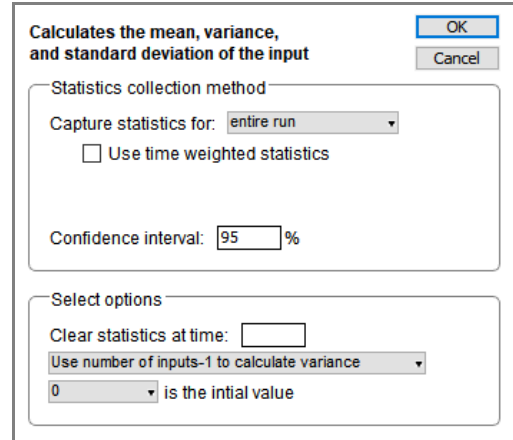 Calculates the mean, variance,
and standard deviation of the input
OK
Cancel
Statistics collection method
Capture statistics for: entire run
Use time weighted statistics
Confidence interval: 95 %
Select options
Clear statistics at time:
Use number of inputs-1 to calculate variance
0 is the intial value